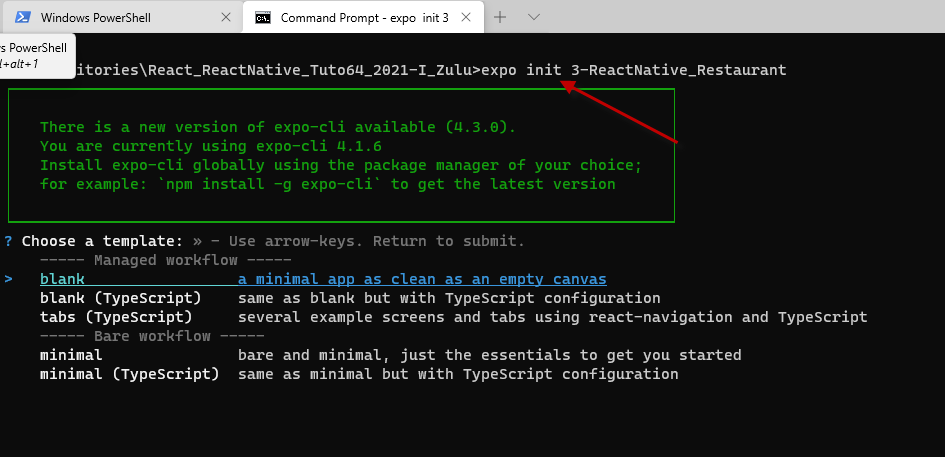 Windows PowerShell
Command Prompt - expo init 3
s PowerShell
l+alt+1
itories\React_ReactNative_Tuto64_2021-I_Zulu>expo init 3-ReactNative_Restaurant
There is a new version of expo-cli available (4.3.0).
You are currently using expo-cli 4.1.6
Install expo-cli globally using the package manager of your choice;
for example: `npm install -g expo-cli` to get the latest version
? Choose a template: » - Use arrow-keys. Return to submit.
----- Managed workflow -----
> blank a minimal app as clean as an empty canvas
blank (TypeScript) same as blank but with TypeScript configuration
tabs (TypeScript) several example screens and tabs using react-navigation and TypeScript
----- Bare workflow -----
minimal bare and minimal, just the essentials to get you started
minimal (TypeScript) same as minimal but with TypeScript configuration